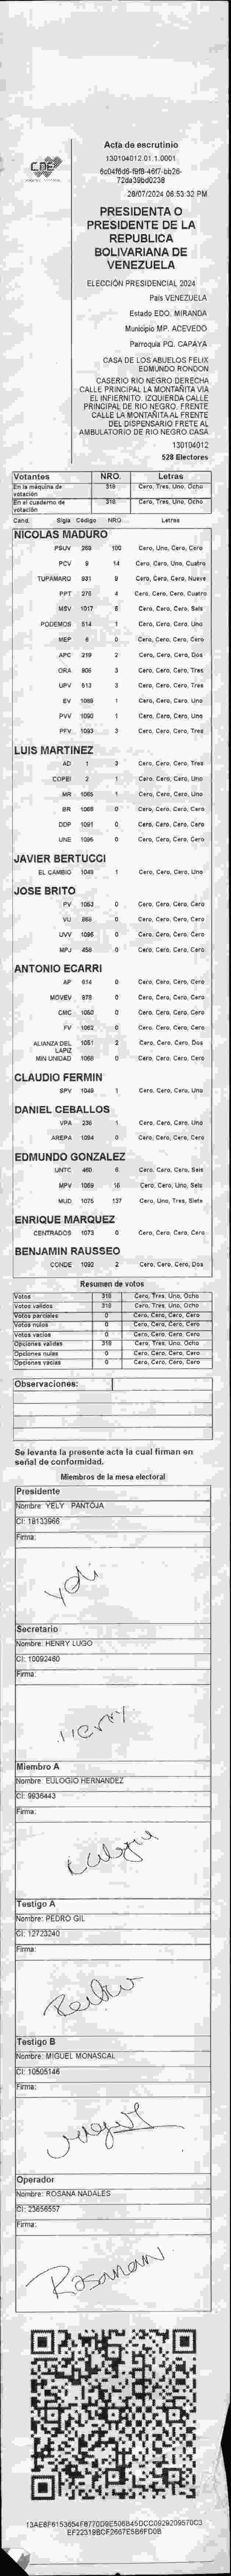 CNE
Acta de escrutinio
130104012.01.1.0001
28/07/2024 06:53:32 PM
PRESIDENTA O
PRESIDENTE DE LA
REPUBLICA
BOLIVARIANA DE
VENEZUELA
ELECCIÓN PRESIDENCIAL 2024
País VENEZUELA
Estado EDO. MIRANDA
Municipio MP. ACEVEDO
Parroquia PQ. CAPAYA
CASA DE LOS ABUELOS FELIX
EDMUNDO RONDON
CASERIO RIO NEGRO DERECHA
CALLE PRINCIPAL LA MONTAÑITA VIA
EL INFIERNITO. IZQUIERDA CALLE
PRINCIPAL DE RIO NEGRO. FRENTE
CALLE LA MONTAÑITA AL FRENTE
DEL DISPENSARIO FRETE AL
AMBULATORIO DE RIO NEGRO CASA
130104012
528 Electores
Votantes NRO. Letras
En la máquina de votación 318 Cero, Tres, Uno, Ocho
En el cuaderno de votación 318 Cero, Tres, Uno, Ocho
Cand. Sigla Código NRO. Letras
NICOLAS MADURO
PSUV 269 100 Cero, Uno, Cero, Cero
PCV 9 14 Cero, Cero, Uno, Cuatro
TUPAMARO 931 9 Cero, Cero, Cero, Nueve
PPT 275 4 Cero, Cero, Cero, Cuatro
MSV 1017 6 Cero, Cero, Cero, Seis
PODEMOS 514 1 Cero, Cero, Cero, Uno
MEP 6 0 Cero, Cero, Cero, Cero
APC 219 2 Cero, Cero, Cero, Dos
ORA 906 3 Cero, Cero, Cero, Tres
UPV 613 3 Cero, Cero, Cero, Tres
EV 1089 1 Cero, Cero, Cero, Uno
PVV 1090 1 Cero, Cero, Cero, Uno
PFV 1093 3 Cero, Cero, Cero, Tres
LUIS MARTINEZ
AD 1 3 Cero, Cero, Cero, Tres
COPEI 2 1 Cero, Cero, Cero, Uno
MR 1065 1 Cero, Cero, Cero, Uno
BR 1066 0 Cero, Cero, Cero, Cero
DDP 1091 0 Cero, Cero, Cero, Cero
UNE 1095 0 Cero, Cero, Cero, Cero
JAVIER BERTUCCI
EL CAMBIO 1048 1 Cero, Cero, Cero, Uno
JOSE BRITO
PV 1053 0 Cero, Cero, Cero, Cero
VU 868 0 Cero, Cero, Cero, Cero
UVV 1096 0 Cero, Cero, Cero, Cero
MPJ 458 0 Cero, Cero, Cero, Cero
ANTONIO ECARRI
AP 914 0 Cero, Cero, Cero, Cero
MOVEV 978 0 Cero, Cero, Cero, Cero
CMC 1050 0 Cero, Cero, Cero, Cero
FV 1052 0 Cero, Cero, Cero, Cero
ALIANZA DEL LAPIZ 1051 2 Cero, Cero, Cero, Dos
MIN UNIDAD 1068 0 Cero, Cero, Cero, Cero
CLAUDIO FERMIN
SPV 1049 1 Cero, Cero, Cero, Uno
DANIEL CEBALLOS
VPA 236 1 Cero, Cero, Cero, Uno
AREPA 1094 0 Cero, Cero, Cero, Cero
EDMUNDO GONZALEZ
UNTC 460 6 Cero, Cero, Cero, Seis
MPV 1069 16 Cero, Cero, Uno, Seis
MUD 1075 137 Cero, Uno, Tres, Siete
ENRIQUE MARQUEZ
CENTRADOS 1073 0 Cero, Cero, Cero, Cero
BENJAMIN RAUSSEO
CONDE 1092 2 Cero, Cero, Cero, Dos
Resumen de votos
Votos 318 Cero, Tres, Uno, Ocho
Votos validos 318 Cero, Tres, Uno, Ocho
Votos parciales 0 Cero, Cero, Cero, Cero
Votos nulos 0 Cero, Cero, Cero, Cero
Votos vacios 0 Cero, Cero, Cero, Cero
Opciones validas 318 Cero, Tres, Uno, Ocho
Opciones nulas 0 Cero, Cero, Cero, Cero
Opciones vacias 0 Cero, Cero, Cero, Cero
Observaciones:
Se levanta la presente acta la cual firman en
señal de conformidad.
Miembros de la mesa electoral
Presidente
Nombre: YELY PANTOJA
CI: 18133966
Firma:
Secretario
Nombre: HENRY LUGO
CI: 10092460
Firma:
Henry
Miembro A
Nombre: EULOGIO HERNANDEZ
CI: 9936443
Firma:
Testigo A
Nombre: PEDRO GIL
CI: 12723240
Firma:
Testigo B
Nombre: MIGUEL MONASCAL
CI: 10505146
Firma:
Operador
Nombre: ROSANA NADALES
CI: 23656557
Firma: